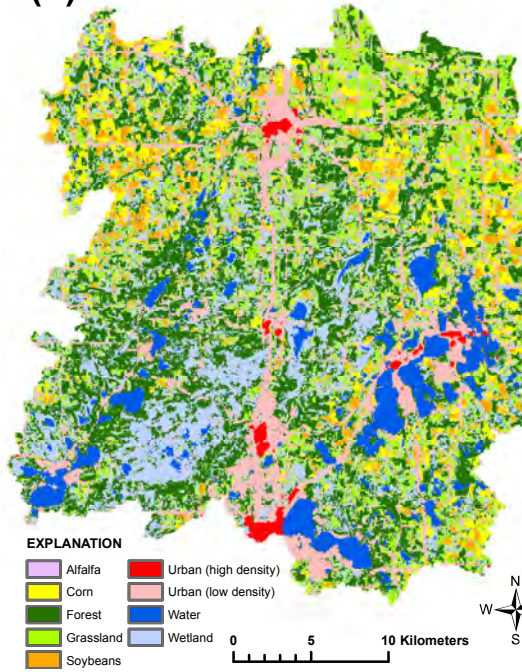 EXPLANATION
Alfalfa
Corn
Forest
Grassland
Soybeans
Urban (high density)
Urban (low density)
Water
Wetland
0 5 10 Kilometers
N
W E
S